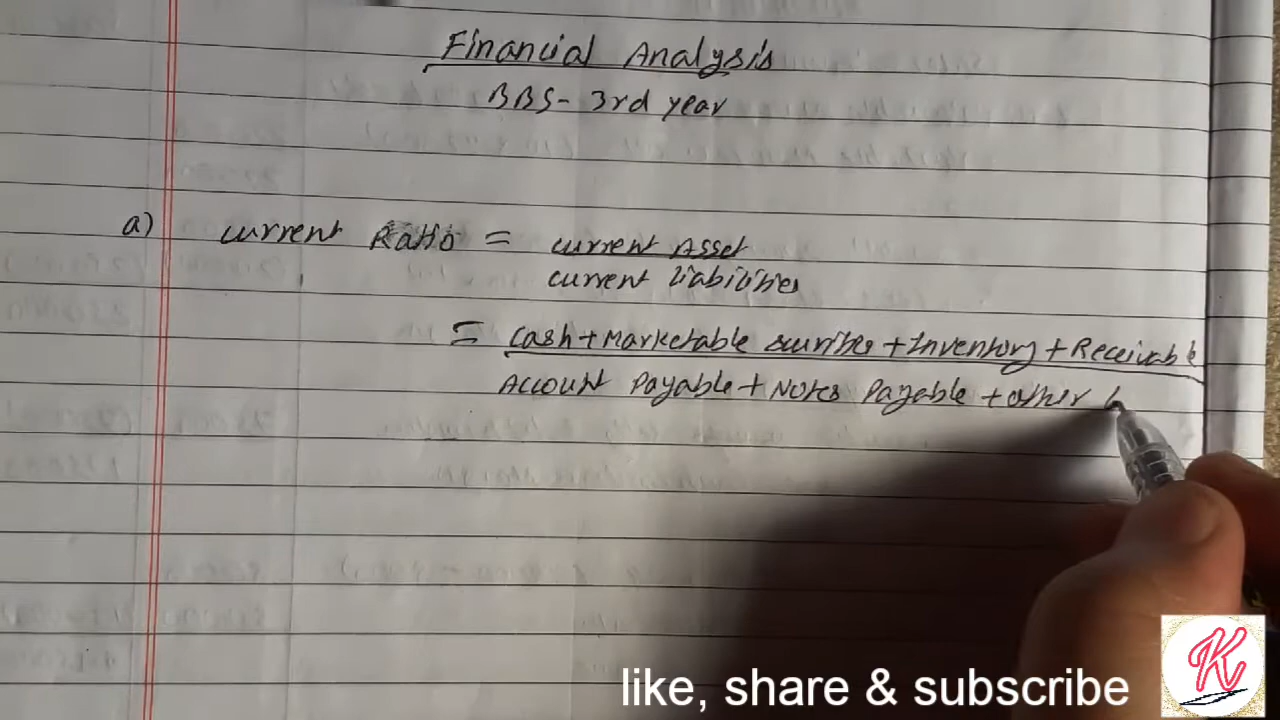 Financial Analysis
BBS - 3rd year
a) current Ratio = current Asset
current liabilities
= Cash + Marketable securities + Inventory + Receivable
Account Payable + Notes Payable + other
like, share & subscribe
K